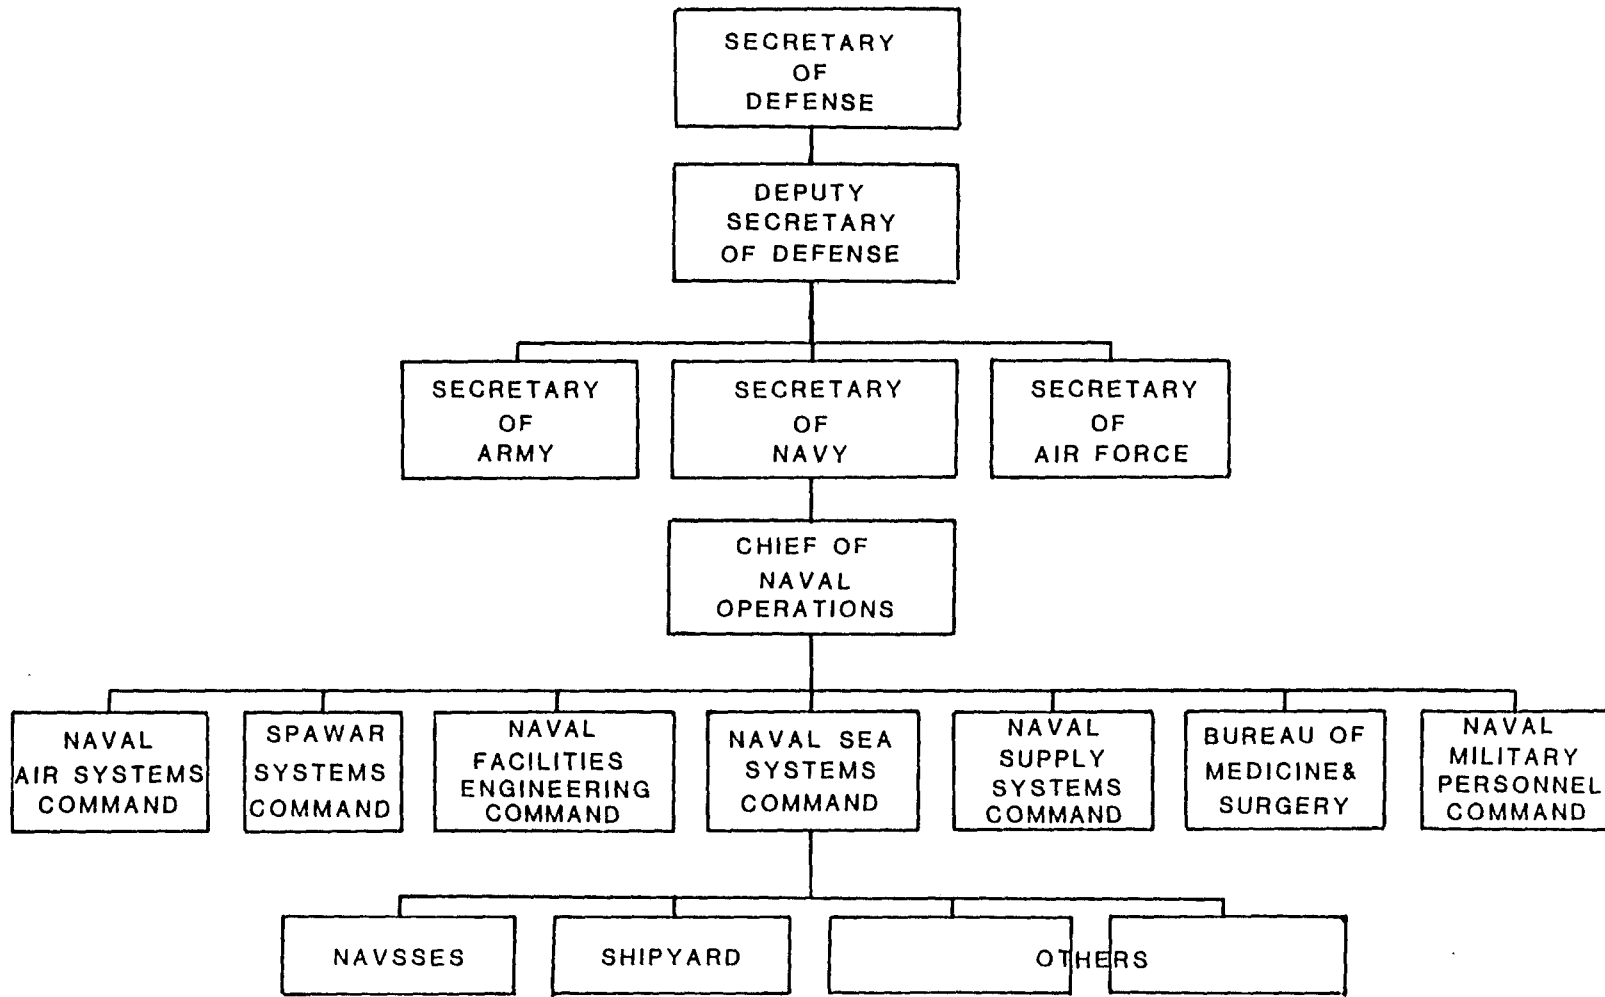 SECRETARY
OF
DEFENSE
DEPUTY
SECRETARY
OF DEFENSE
SECRETARY
OF
ARMY
SECRETARY
OF
NAVY
SECRETARY
OF
AIR FORCE
CHIEF OF
NAVAL
OPERATIONS
NAVAL
AIR SYSTEMS
COMMAND
SPAWAR
SYSTEMS
COMMAND
NAVAL
FACILITIES
ENGINEERING
COMMAND
NAVAL SEA
SYSTEMS
COMMAND
NAVAL
SUPPLY
SYSTEMS
COMMAND
BUREAU OF
MEDICINE&
SURGERY
NAVAL
MILITARY
PERSONNEL
COMMAND
NAVSSES
SHIPYARD
OTHERS